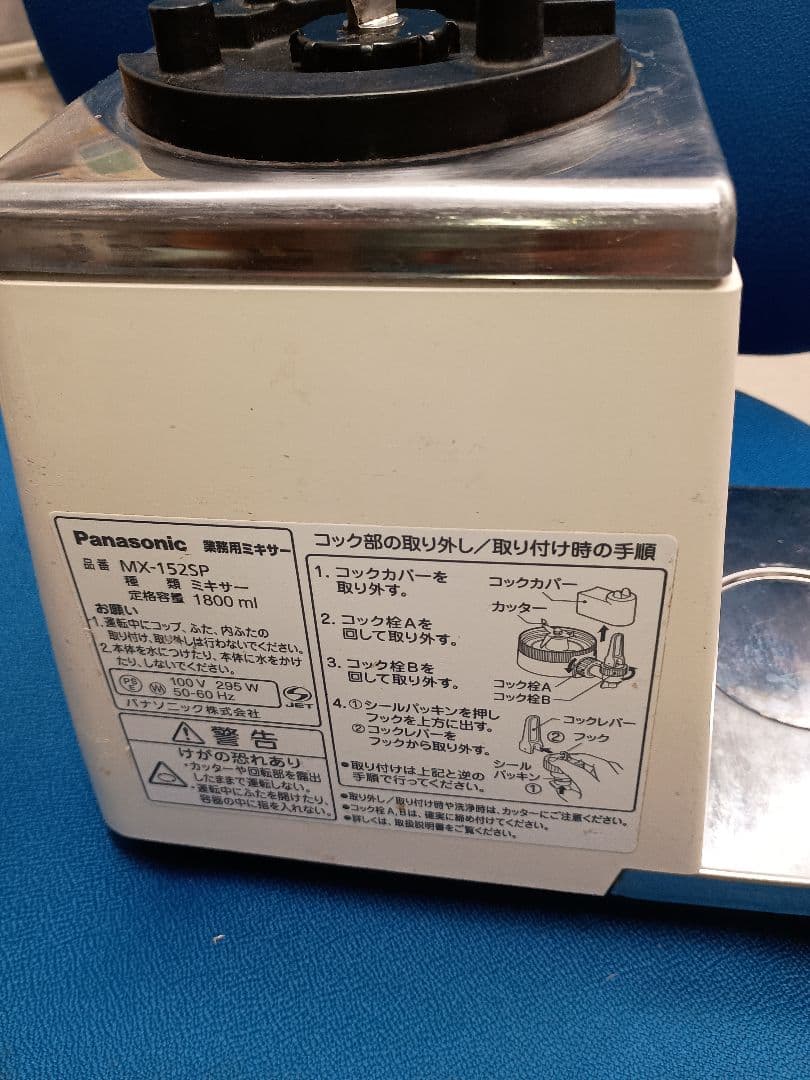 Panasonic 業務用ミキサー
品番 MX-152SP
種 類 ミキサー
定格容量 1800 ml
お願い
1.運転中にコップ、ふた、内ふたの
取り付け、取り外しは行わないでください。
2.本体を水につけたり、本体に水をかけ
たり、しないでください。
PS E 100V 295W
50-60 Hz
JET
パナソニック株式会社
警告
けがの恐れあり
・カッターや回転部を露出
したままで運転しない。
・運転中にふたを開けたり、
容器の中に指を入れない。
コック部の取り外し/取り付け時の手順
1. コックカバーを
取り外す。
2. コック栓Aを
回して取り外す。
3. コック栓Bを
回して取り外す。
4. ①シールパッキンを押し
フックを上方に出す。
②コックレバーを
フックから取り外す。
●取り付けは上記と逆の
手順で行ってください。
コックカバー
カッター
コック栓A
コック栓B
コックレバー
② フック
シール
パッキン
①
●取り外し/取り付け時や洗浄時は、カッターにご注意ください。
●コック栓A,Bは、確実に締め付けてください。
●詳しくは、取扱説明書をご覧ください。